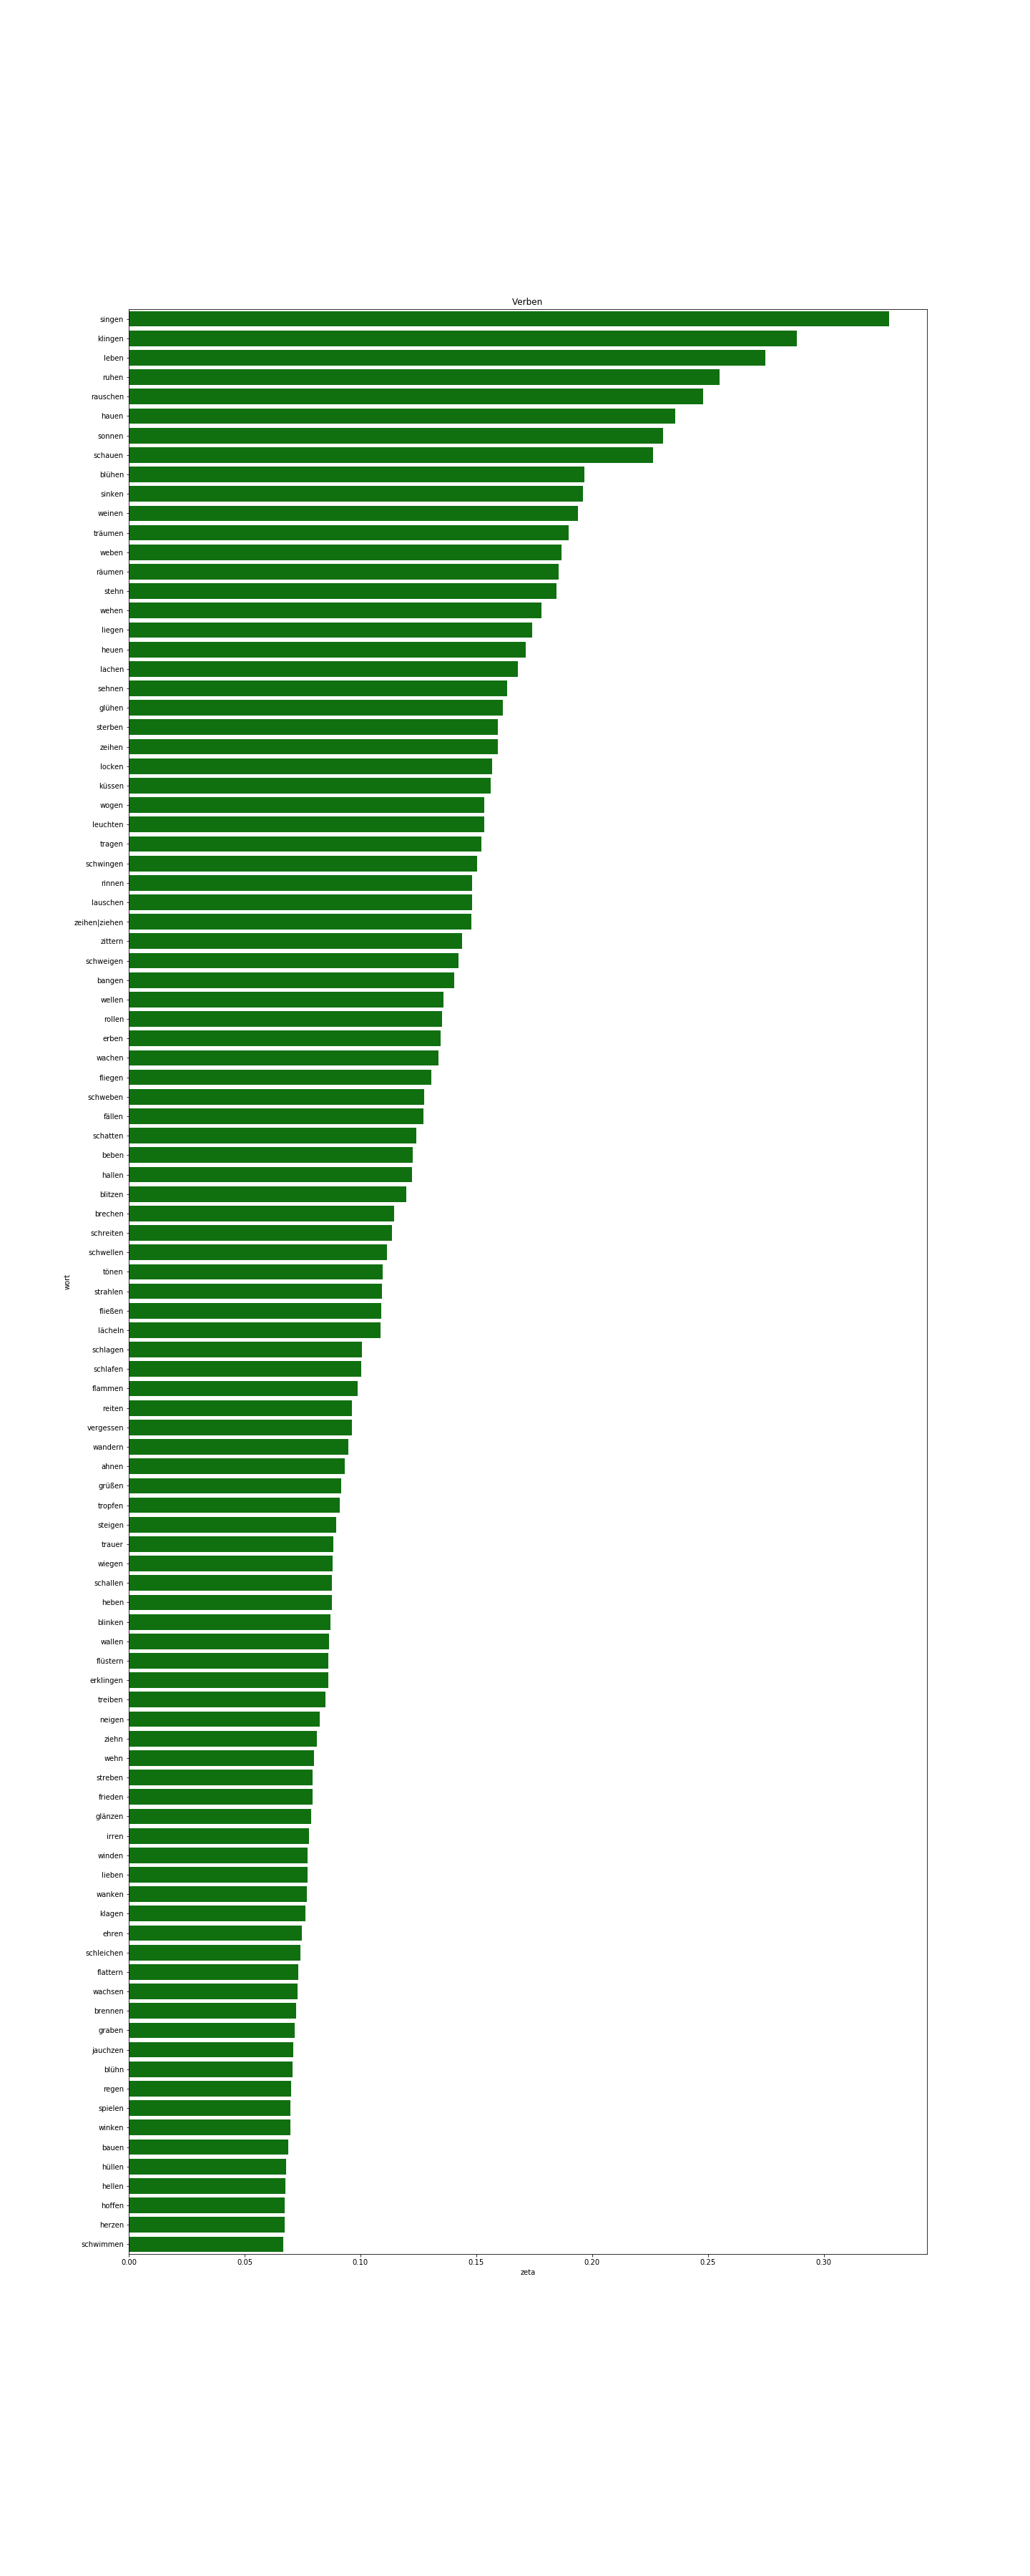 Verben
singen
klingen
leben
ruhen
rauschen
hauen
sonnen
schauen
blühen
sinken
weinen
träumen
weben
räumen
stehn
wehen
liegen
heuen
lachen
sehnen
glühen
sterben
zeihen
locken
küssen
wogen
leuchten
tragen
schwingen
rinnen
lauschen
zeihen|ziehen
zittern
schweigen
bangen
wellen
rollen
erben
wachen
fliegen
schweben
fällen
schatten
beben
hallen
blitzen
brechen
schreiten
schwellen
tönen
strahlen
fließen
lächeln
schlagen
schlafen
flammen
reiten
vergessen
wandern
ahnen
grüßen
tropfen
steigen
trauer
wiegen
schallen
heben
blinken
wallen
flüstern
erklingen
treiben
neigen
ziehn
wehn
streben
frieden
glänzen
irren
winden
lieben
wanken
klagen
ehren
schleichen
flattern
wachsen
brennen
graben
jauchzen
blühn
regen
spielen
winken
bauen
hüllen
hellen
hoffen
herzen
schwimmen
wort
0.00 0.05 0.10 0.15 0.20 0.25 0.30
zeta